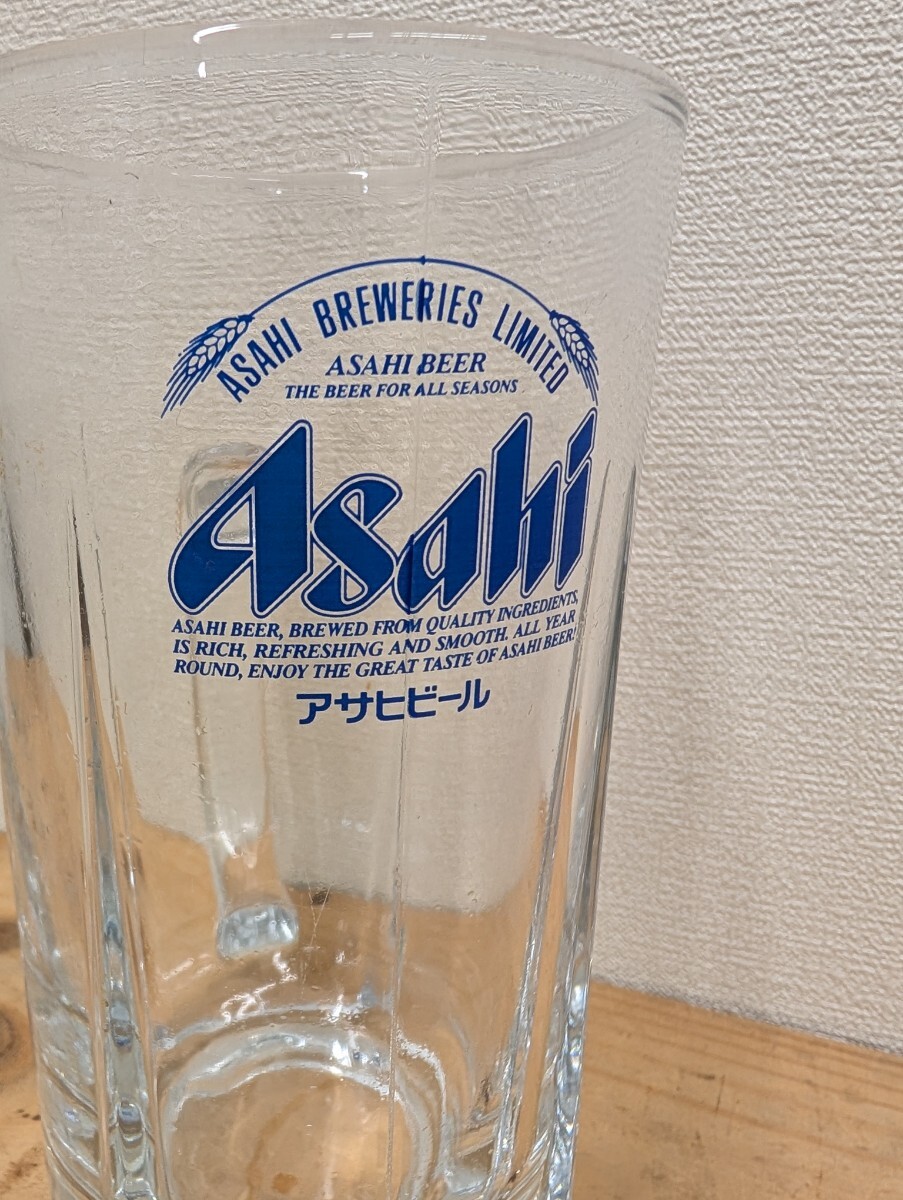 ASAHI BREWERIES LIMITED
ASAHI BEER
THE BEER FOR ALL SEASONS
Asahi
ASAHI BEER, BREWED FROM QUALITY INGREDIENTS,
IS RICH, REFRESHING AND SMOOTH. ALL YEAR
ROUND, ENJOY THE GREAT TASTE OF ASAHI BEER!
アサヒビール